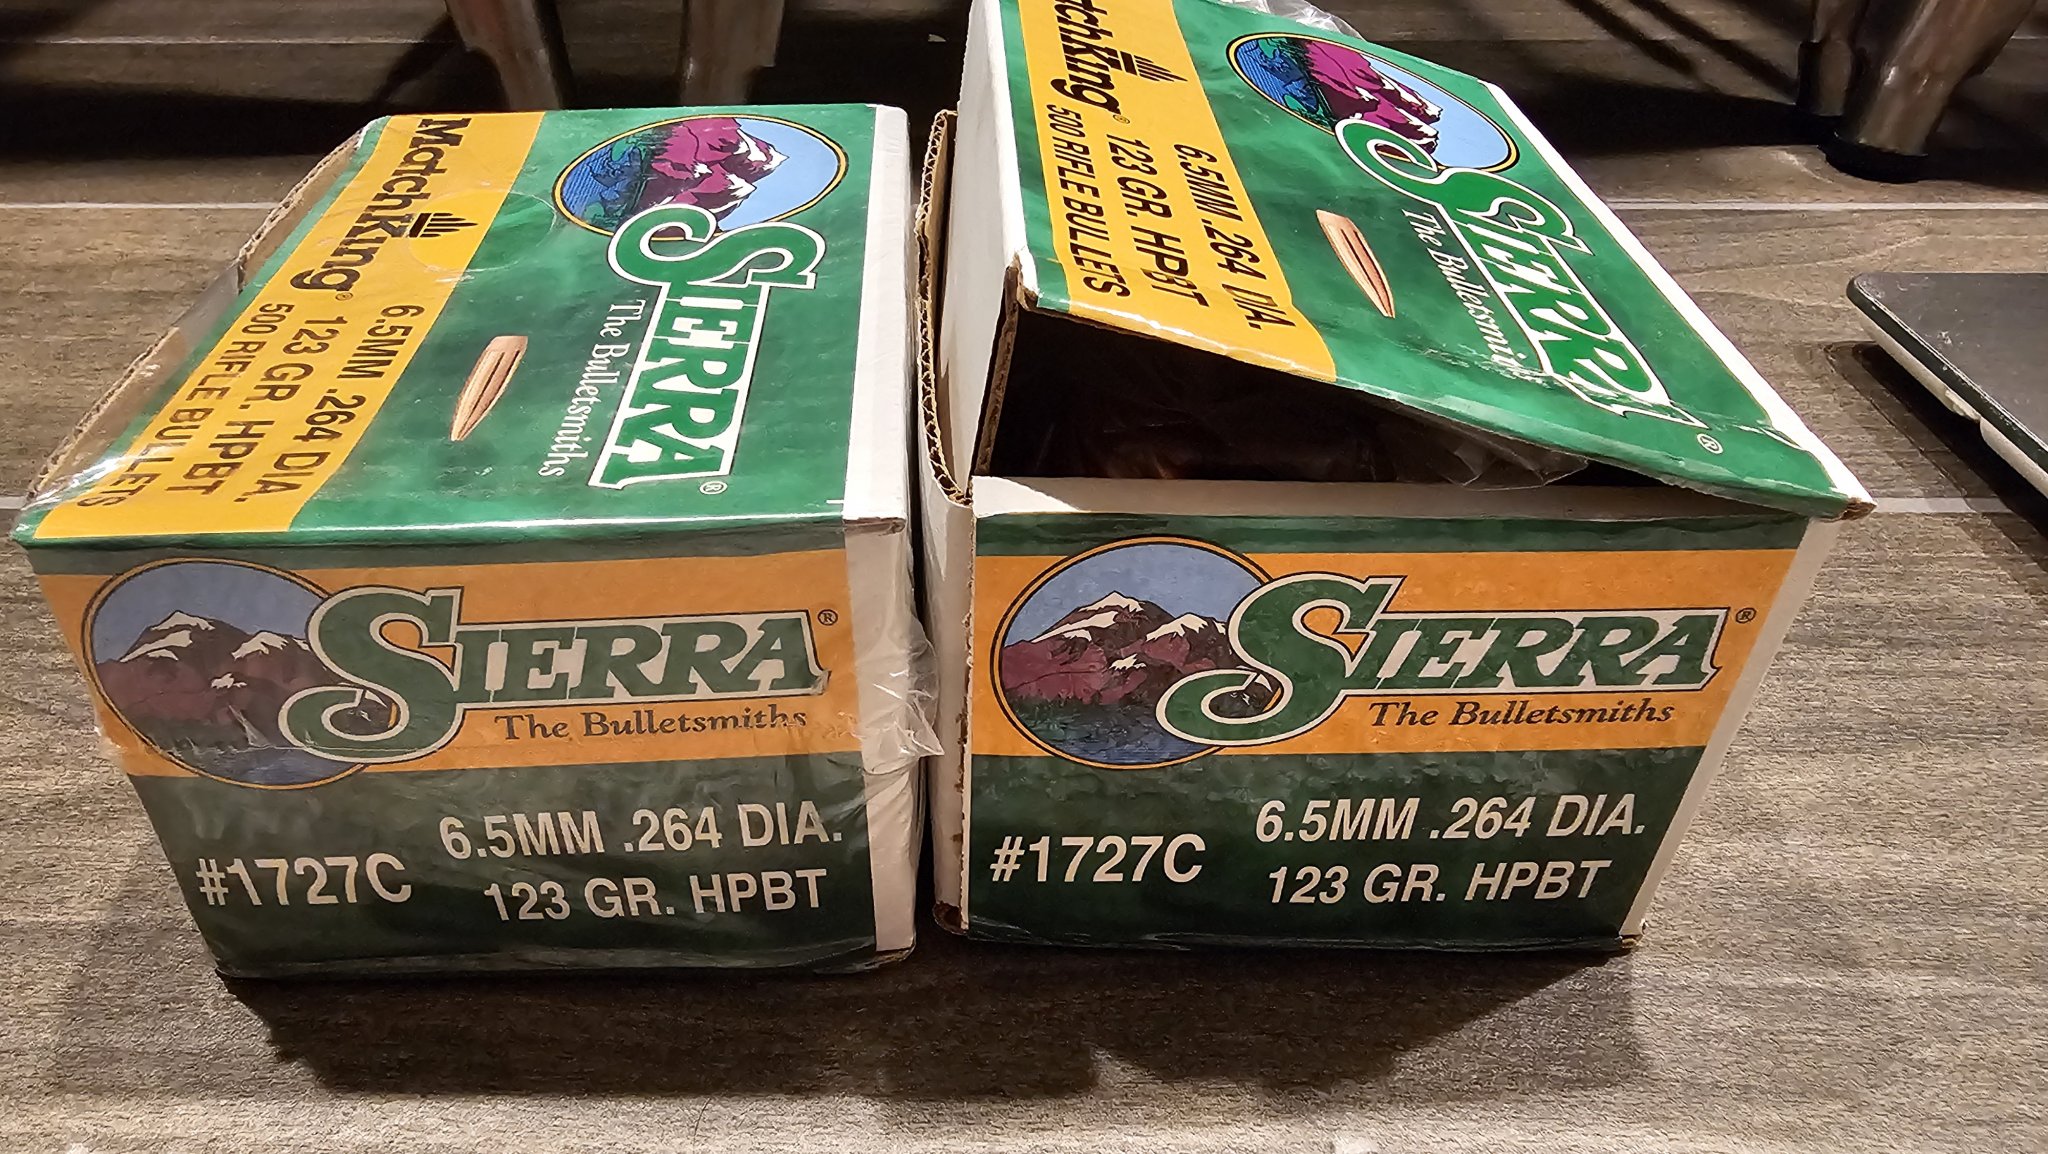 MatchKing®
6.5MM .264 DIA.
123 GR. HPBT
500 RIFLE BULLETS
SIERRA®
The Bulletsmiths
SIERRA®
The Bulletsmiths
#1727C
6.5MM .264 DIA.
123 GR. HPBT
tchKing®
6.5MM .264 DIA.
123 GR. HPBT
500 RIFLE BULLETS
SIERRA®
The Bulletsmi
SIERRA®
The Bulletsmiths
#1727C
6.5MM .264 DIA.
123 GR. HPBT